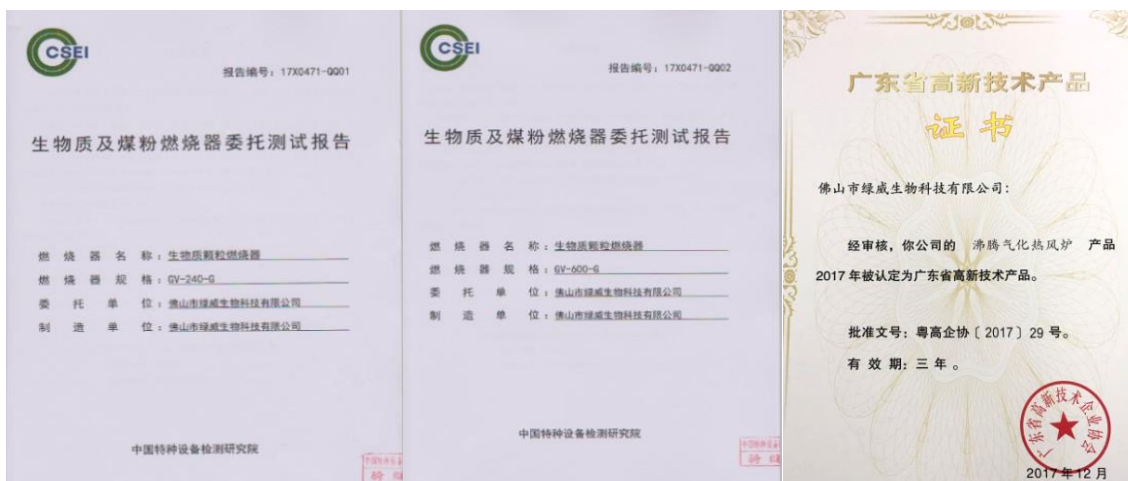 CSEI
报告编号：17X0471-QQ01
生物质及煤粉燃烧器委托测试报告
燃烧器名称：生物质颗粒燃烧器
燃烧器规格：GV-240-G
委托单位：佛山市绿威生物科技有限公司
制造单位：佛山市绿威生物科技有限公司
中国特种设备检测研究院
CSEI
报告编号：17X0471-QQ02
生物质及煤粉燃烧器委托测试报告
燃烧器名称：生物质颗粒燃烧器
燃烧器规格：GV-600-G
委托单位：佛山市绿威生物科技有限公司
制造单位：佛山市绿威生物科技有限公司
中国特种设备检测研究院
广东省高新技术产品
证书
佛山市绿威生物科技有限公司：
经审核，你公司的 沸腾气化热风炉 产品
2017年被认定为广东省高新技术产品。
批准文号：粤高企协〔2017〕29号。
有效期：三年。
广东省高新技术企业协会
2017年12月